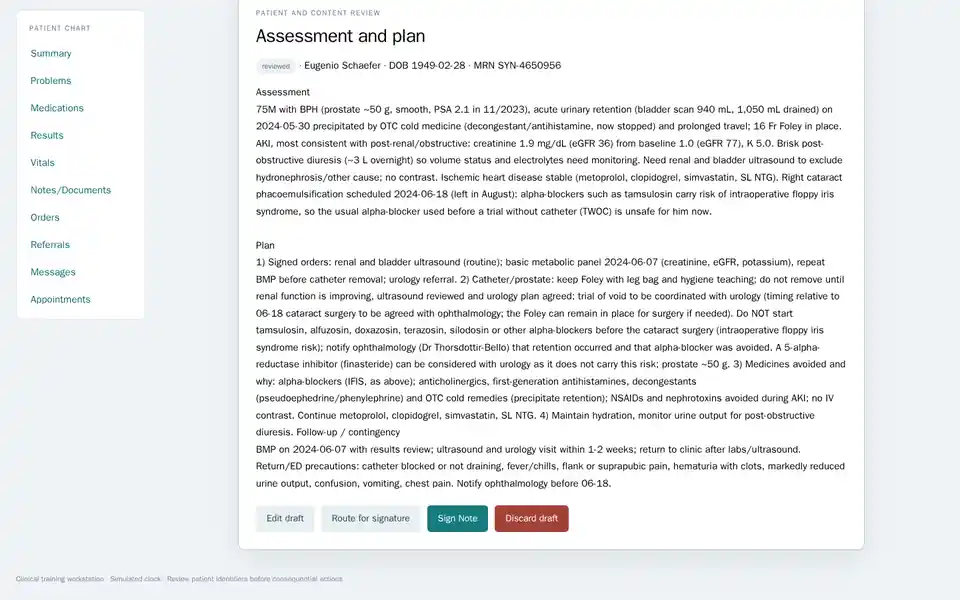 PATIENT CHART
Summary
Problems
Medications
Results
Vitals
Notes/Documents
Orders
Referrals
Messages
Appointments
PATIENT AND CONTENT REVIEW
Assessment and plan
reviewed · Eugenio Schaefer · DOB 1949-02-28 · MRN SYN-4650956
Assessment
75M with BPH (prostate ~50 g, smooth, PSA 2.1 in 11/2023), acute urinary retention (bladder scan 940 mL, 1,050 mL drained) on
2024-05-30 precipitated by OTC cold medicine (decongestant/antihistamine, now stopped) and prolonged travel; 16 Fr Foley in place.
AKI, most consistent with post-renal/obstructive: creatinine 1.9 mg/dL (eGFR 36) from baseline 1.0 (eGFR 77), K 5.0. Brisk post-
obstructive diuresis (~3 L overnight) so volume status and electrolytes need monitoring. Need renal and bladder ultrasound to exclude
hydronephrosis/other cause; no contrast. Ischemic heart disease stable (metoprolol, clopidogrel, simvastatin, SL NTG). Right cataract
phacoemulsification scheduled 2024-06-18 (left in August); alpha-blockers such as tamsulosin carry risk of intraoperative floppy iris
syndrome, so the usual alpha-blocker used before a trial without catheter (TWOC) is unsafe for him now.
Plan
1) Signed orders: renal and bladder ultrasound (routine); basic metabolic panel 2024-06-07 (creatinine, eGFR, potassium), repeat
BMP before catheter removal; urology referral. 2) Catheter/prostate: keep Foley with leg bag and hygiene teaching; do not remove until
renal function is improving, ultrasound reviewed and urology plan agreed; trial of void to be coordinated with urology (timing relative to
06-18 cataract surgery to be agreed with ophthalmology; the Foley can remain in place for surgery if needed). Do NOT start
tamsulosin, alfuzosin, doxazosin, terazosin, silodosin or other alpha-blockers before the cataract surgery (intraoperative floppy iris
syndrome risk); notify ophthalmology (Dr Thorsdottir-Bello) that retention occurred and that alpha-blocker was avoided. A 5-alpha-
reductase inhibitor (finasteride) can be considered with urology as it does not carry this risk; prostate ~50 g. 3) Medicines avoided and
why: alpha-blockers (IFIS, as above); anticholinergics, first-generation antihistamines, decongestants
(pseudoephedrine/phenylephrine) and OTC cold remedies (precipitate retention); NSAIDs and nephrotoxins avoided during AKI; no IV
contrast. Continue metoprolol, clopidogrel, simvastatin, SL NTG. 4) Maintain hydration, monitor urine output for post-obstructive
diuresis. Follow-up / contingency
BMP on 2024-06-07 with results review; ultrasound and urology visit within 1-2 weeks; return to clinic after labs/ultrasound.
Return/ED precautions: catheter blocked or not draining, fever/chills, flank or suprapubic pain, hematuria with clots, markedly reduced
urine output, confusion, vomiting, chest pain. Notify ophthalmology before 06-18.
Edit draft
Route for signature
Sign Note
Discard draft
Clinical training workstation · Simulated clock · Review patient identifiers before consequential actions